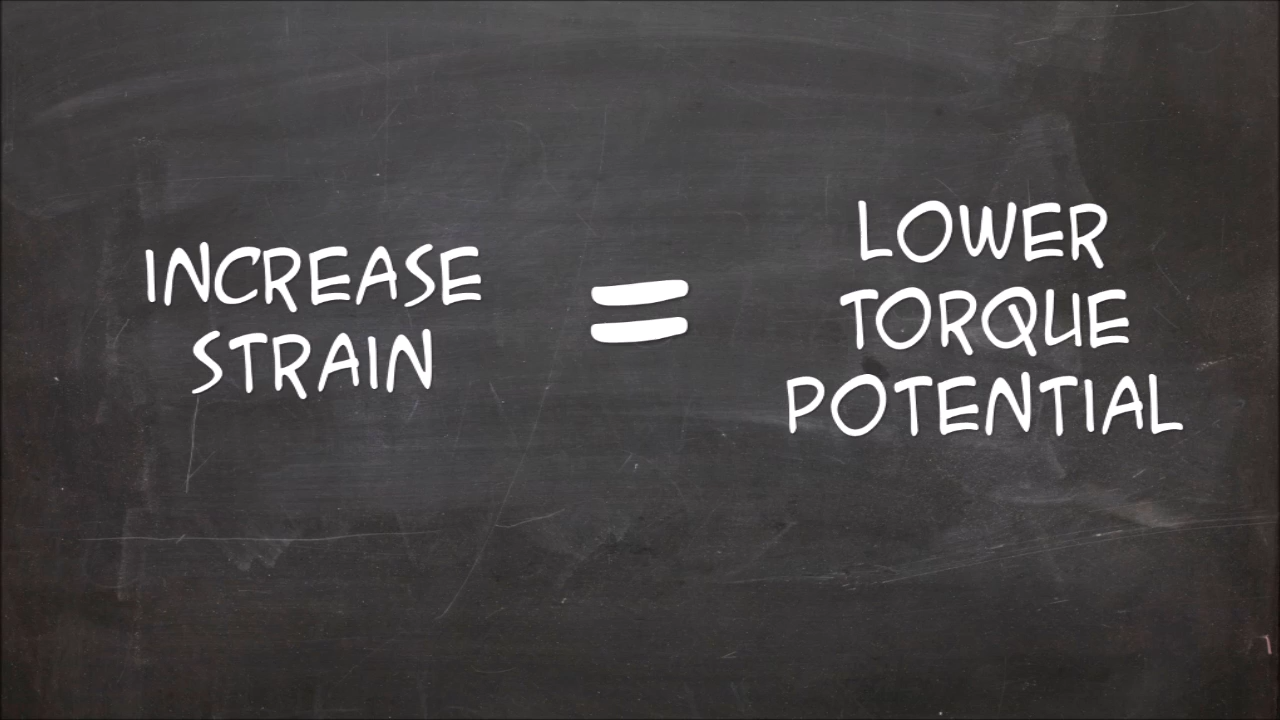 INCREASE
STRAIN
=
LOWER
TORQUE
POTENTIAL